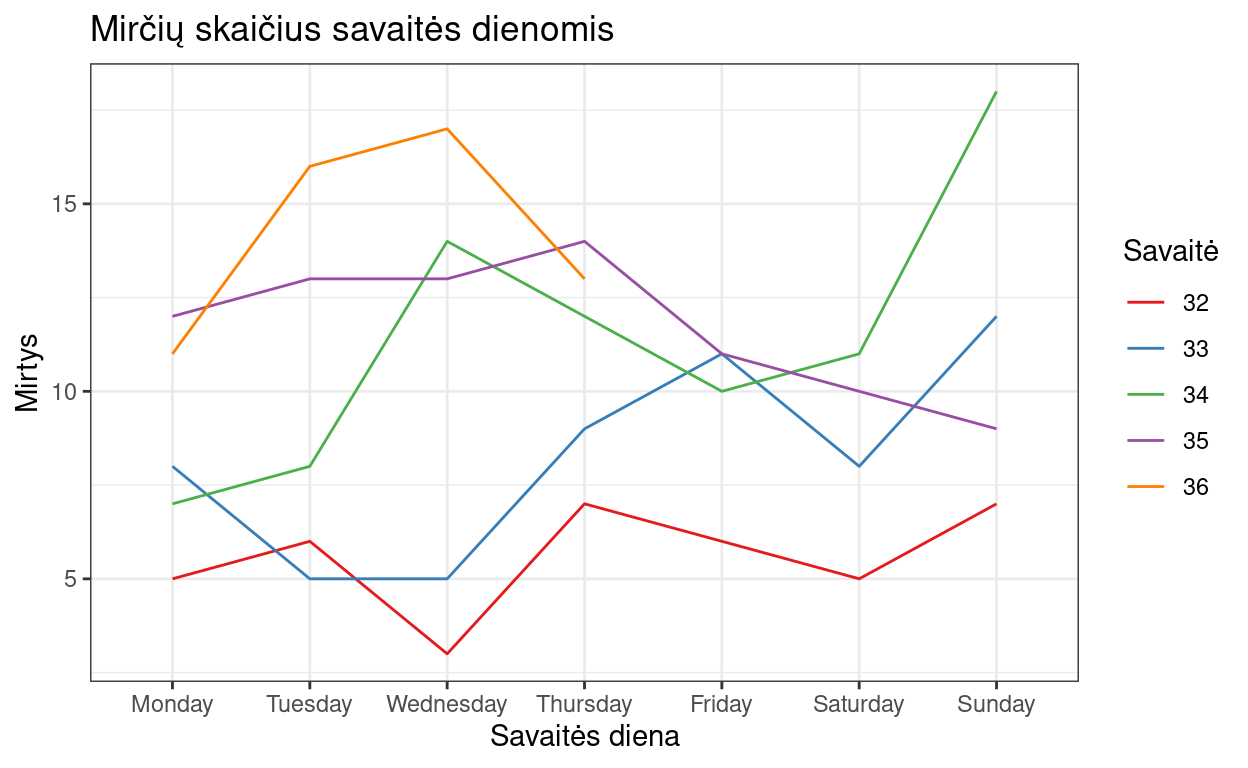 Mirčių skaičius savaitės dienomis
Mirtys
15
10
5
Monday Tuesday Wednesday Thursday Friday Saturday Sunday
Savaitės diena
Savaitė
32
33
34
35
36